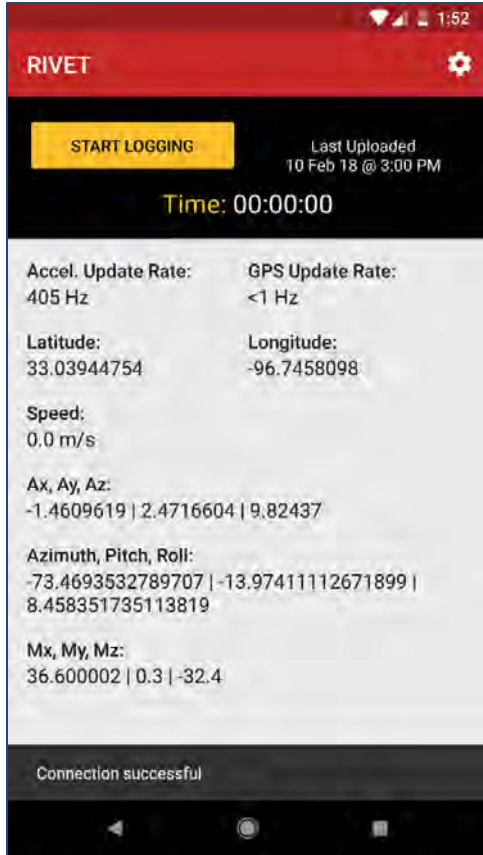 1:52
RIVET
START LOGGING
Last Uploaded
10 Feb 18 @ 3:00 PM
Time: 00:00:00
Accel. Update Rate:
GPS Update Rate:
405 Hz
<1 Hz
Latitude:
Longitude:
33.03944754
-96.7458098
Speed:
0.0 m/s
Ax, Ay, Az:
-1.4609619 | 2.4716604 | 9.82437
Azimuth, Pitch, Roll:
-73.4693532789707 | -13.97411112671899 |
8.458351735113819
Mx, My, Mz:
36.600002 | 0.3 | -32.4
Connection successful